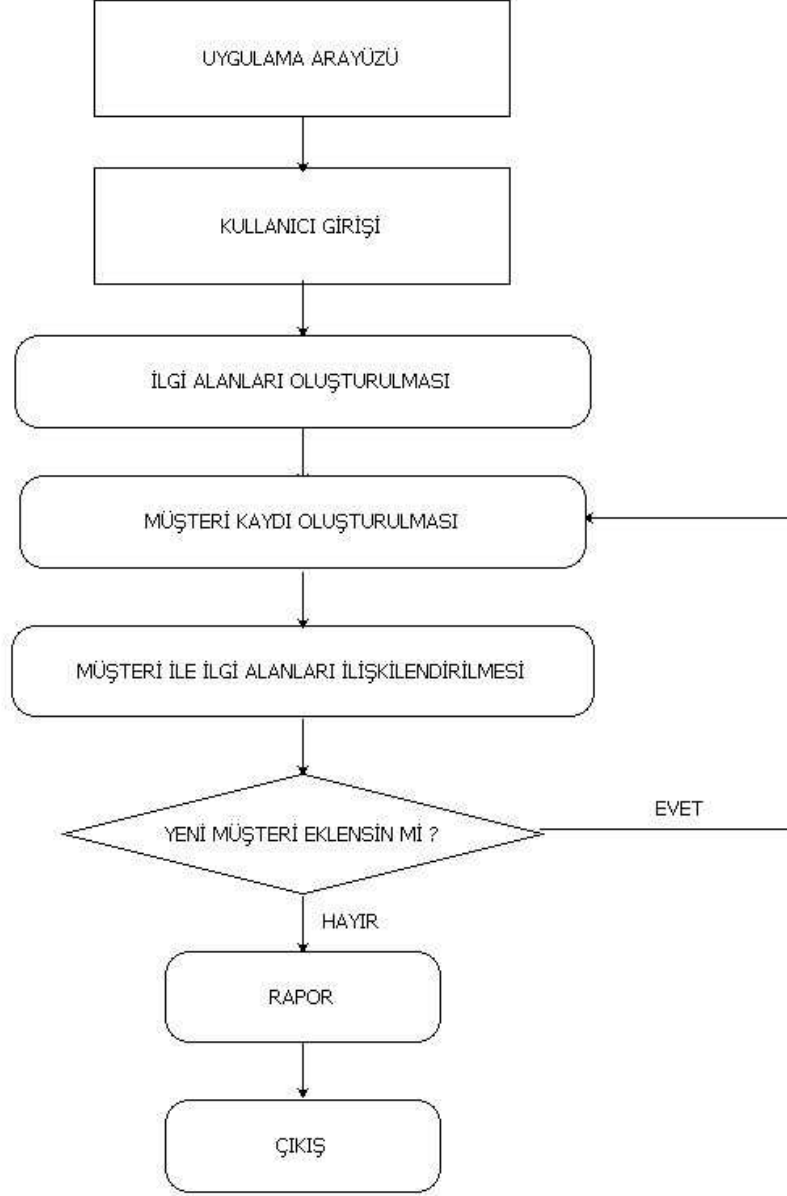 UYGULAMA ARAYÜZÜ
KULLANICI GİRİŞİ
İLGİ ALANLARI OLUŞTURULMASI
MÜŞTERİ KAYDI OLUŞTURULMASI
MÜŞTERİ İLE İLGİ ALANLARI İLİŞKİLENDİRİLMESİ
YENİ MÜŞTERİ EKLENSİN Mİ ?
EVET
HAYIR
RAPOR
ÇIKIŞ